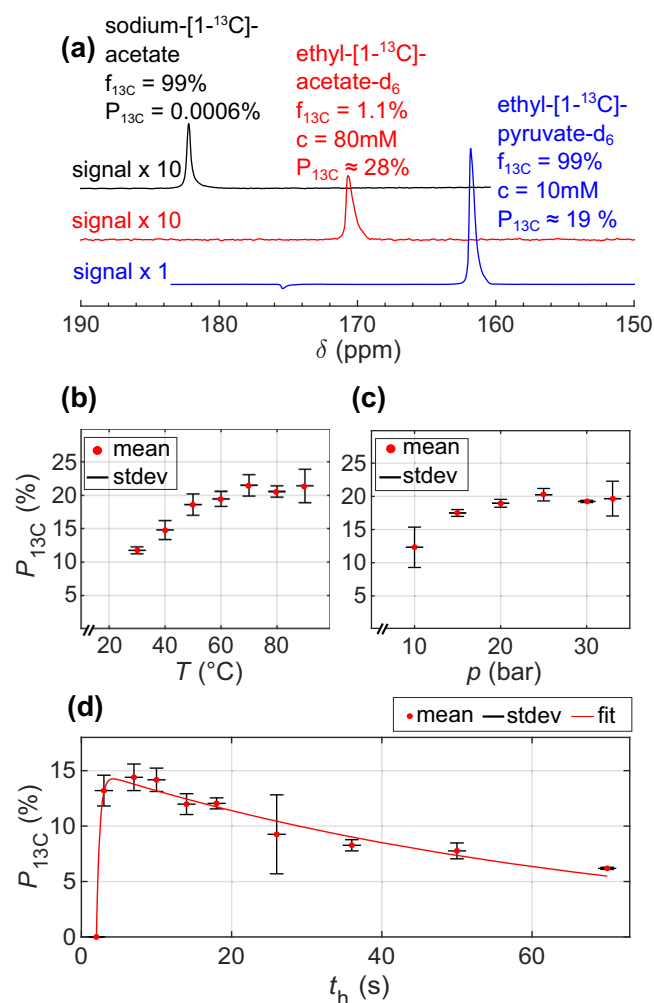 (a)
sodium-[1-¹³C]-
acetate
f₁₃C = 99%
P₁₃C = 0.0006%
signal x 10
ethyl-[1-¹³C]-
acetate-d₆
f₁₃C = 1.1%
c = 80mM
P₁₃C ≈ 28%
signal x 10
ethyl-[1-¹³C]-
pyruvate-d₆
f₁₃C = 99%
c = 10mM
P₁₃C ≈ 19 %
signal x 1
190 180 170 160 150
δ (ppm)
(b)
mean
stdev
25
20
15
10
5
P₁₃C (%)
20 40 60 80
T (°C)
(c)
mean
stdev
25
20
15
10
5
10 20 30
p (bar)
(d)
mean stdev fit
15
10
5
0
P₁₃C (%)
0 20 40 60
tₕ (s)